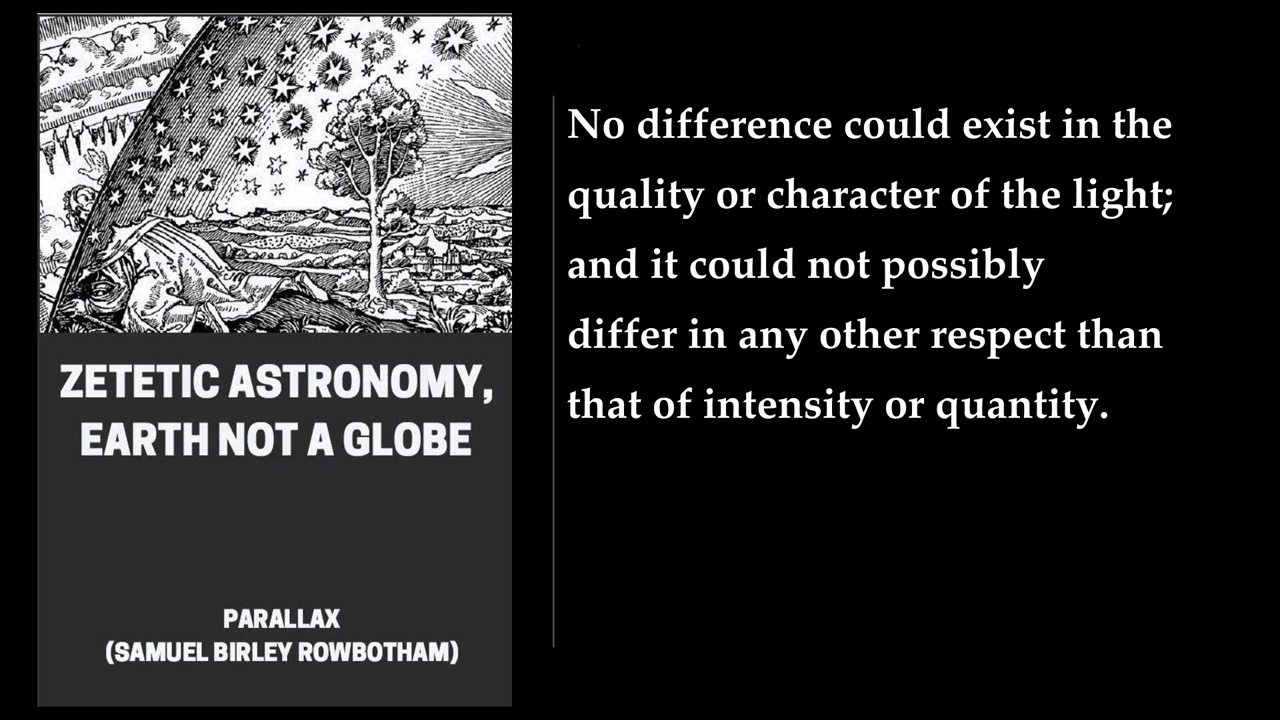 ZETETIC ASTRONOMY,
EARTH NOT A GLOBE
PARALLAX
(SAMUEL BIRLEY ROWBOTHAM)
No difference could exist in the
quality or character of the light;
and it could not possibly
differ in any other respect than
that of intensity or quantity.